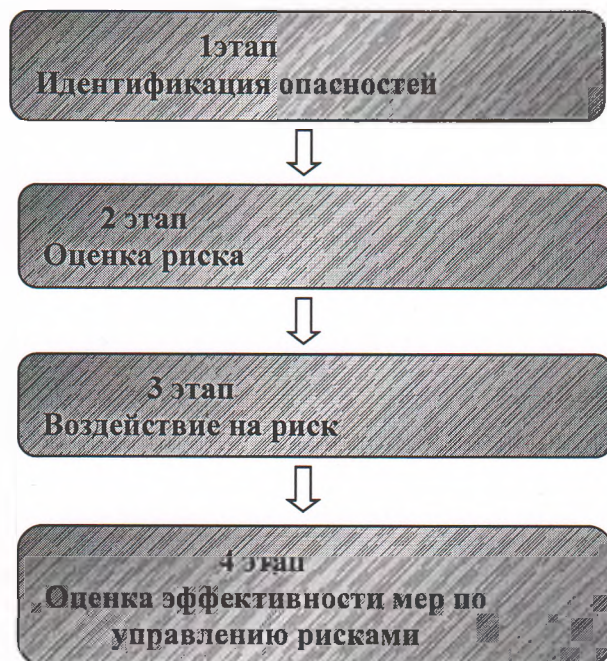 1этап
Идентификация опасностей
2 этап
Оценка риска
3 этап
Воздействие на риск
4 этап
Оценка эффективности мер по
управлению рисками